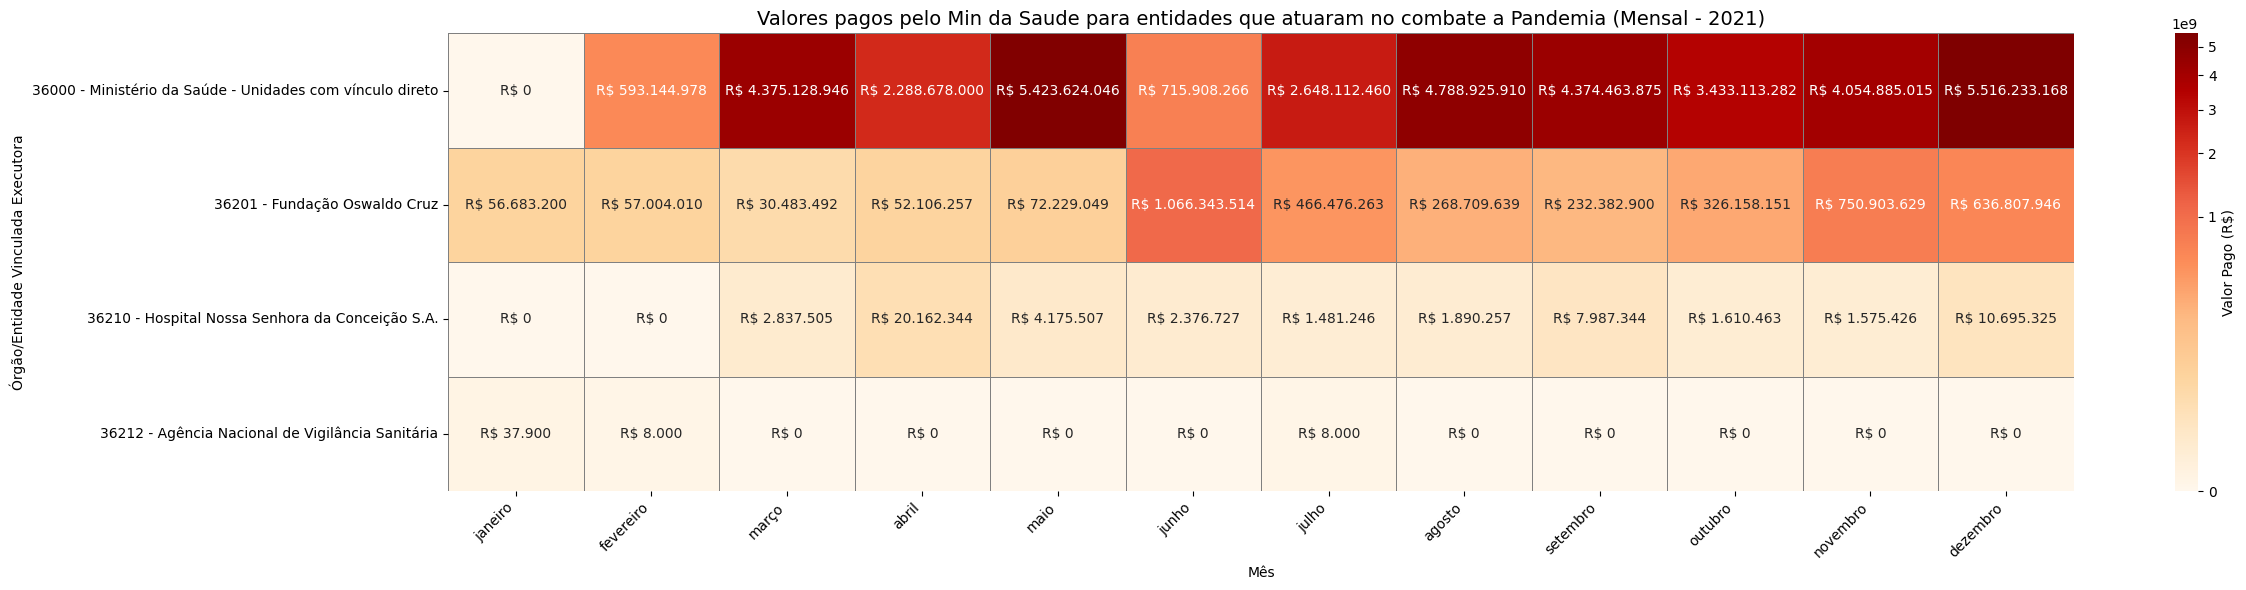 Valores pagos pelo Min da Saude para entidades que atuaram no combate a Pandemia (Mensal - 2021)
Órgão/Entidade Vinculada Executora
36000 - Ministério da Saúde - Unidades com vínculo direto
R$ 0
R$ 593.144.978
R$ 4.375.128.946
R$ 2.288.678.000
R$ 5.423.624.046
R$ 715.908.266
R$ 2.648.112.460
R$ 4.788.925.910
R$ 4.374.463.875
R$ 3.433.113.282
R$ 4.054.885.015
R$ 5.516.233.168
36201 - Fundação Oswaldo Cruz
R$ 56.683.200
R$ 57.004.010
R$ 30.483.492
R$ 52.106.257
R$ 72.229.049
R$ 1.066.343.514
R$ 466.476.263
R$ 268.709.639
R$ 232.382.900
R$ 326.158.151
R$ 750.903.629
R$ 636.807.946
36210 - Hospital Nossa Senhora da Conceição S.A.
R$ 0
R$ 0
R$ 2.837.505
R$ 20.162.344
R$ 4.175.507
R$ 2.376.727
R$ 1.481.246
R$ 1.890.257
R$ 7.987.344
R$ 1.610.463
R$ 1.575.426
R$ 10.695.325
36212 - Agência Nacional de Vigilância Sanitária
R$ 37.900
R$ 8.000
R$ 0
R$ 0
R$ 0
R$ 0
R$ 8.000
R$ 0
R$ 0
R$ 0
R$ 0
R$ 0
janeiro
fevereiro
março
abril
maio
junho
julho
agosto
setembro
outubro
novembro
dezembro
Mês
1e9
5
4
3
2
1
0
Valor Pago (R$)